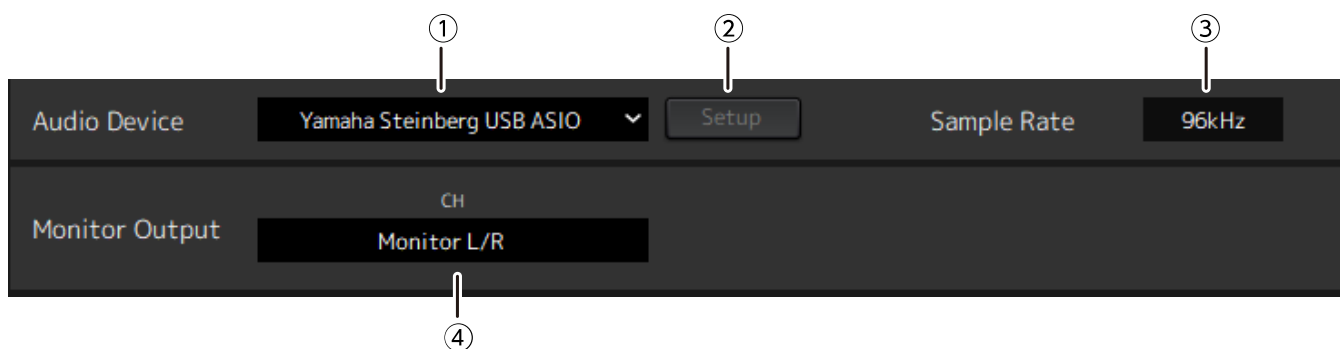 ① ② ③
Audio Device Yamaha Steinberg USB ASIO Setup Sample Rate 96kHz
CH
Monitor Output Monitor L/R
④